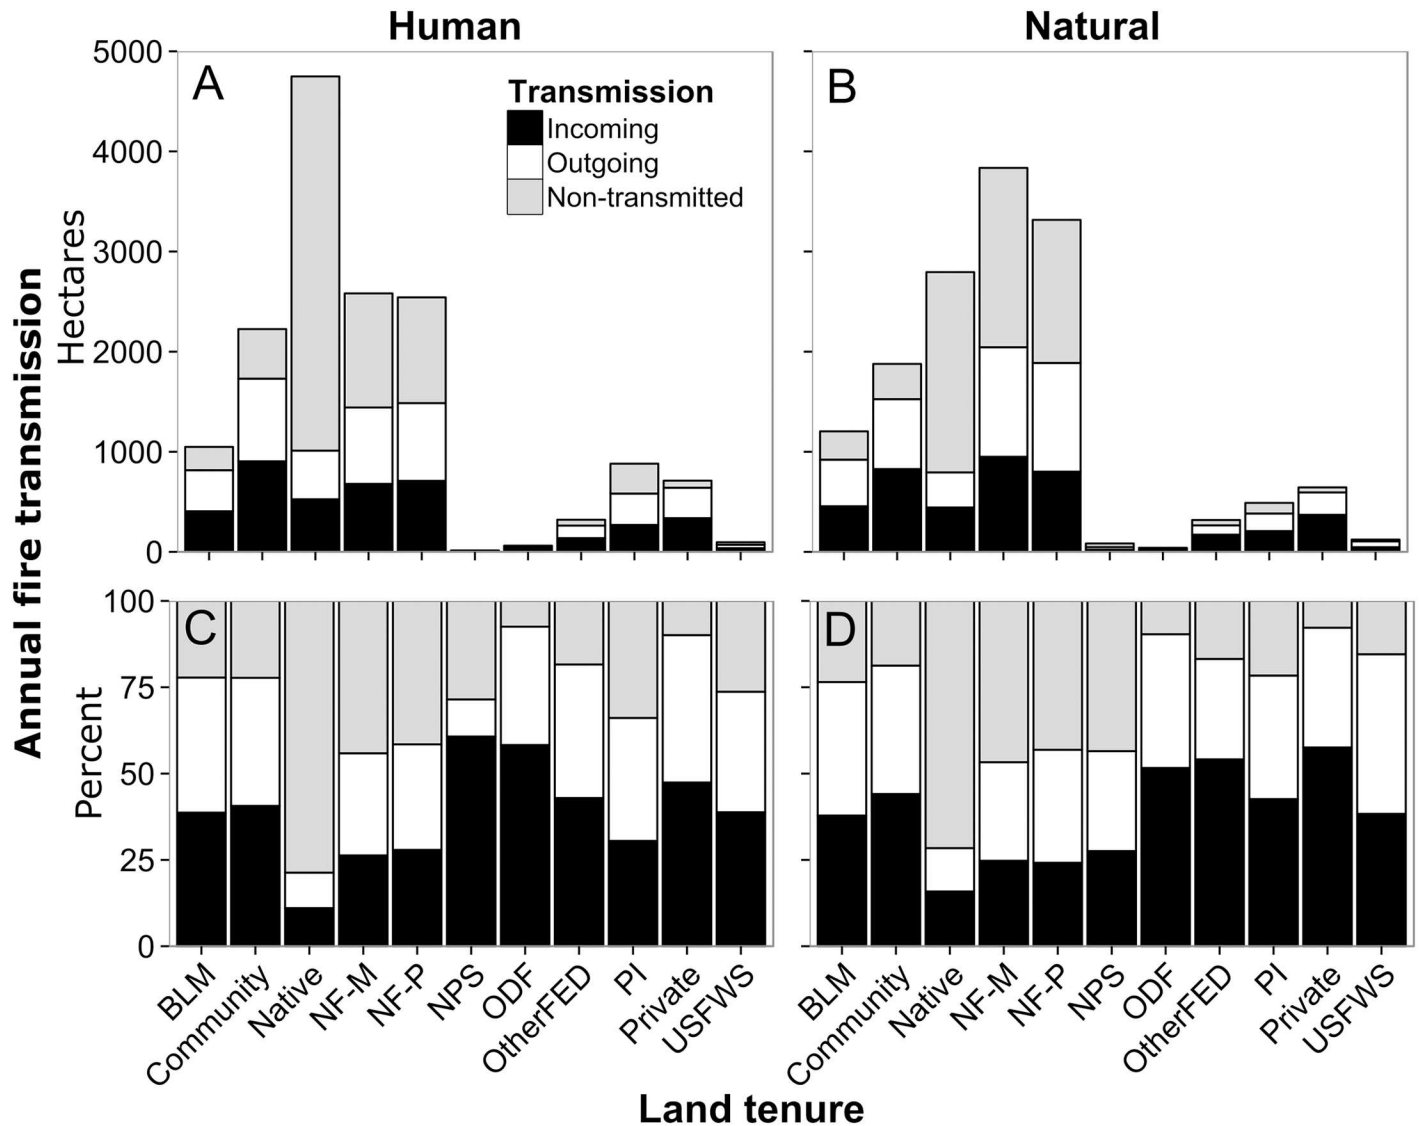 Human
Natural
Annual fire transmission
Hectares
5000
4000
3000
2000
1000
0
A
Transmission
Incoming
Outgoing
Non-transmitted
B
Percent
100
75
50
25
0
C
D
BLM
Community
Native
NF-M
NF-P
NPS
ODF
OtherFED
PI
Private
USFWS
BLM
Community
Native
NF-M
NF-P
NPS
ODF
OtherFED
PI
Private
USFWS
Land tenure